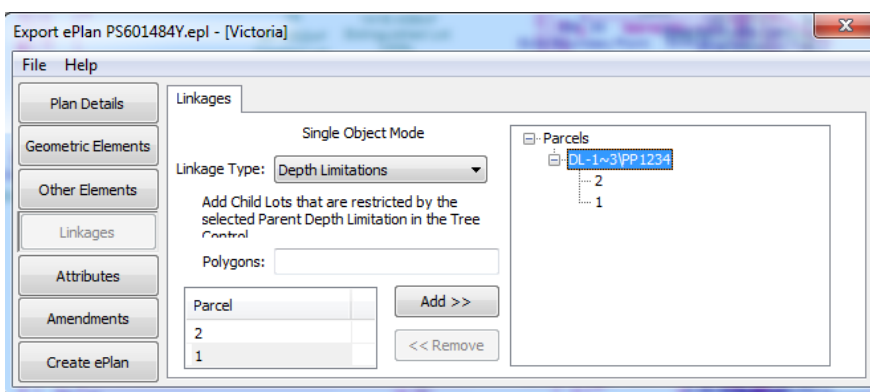 Export ePlan PS601484Y.epl - [Victoria]
x
File Help
Plan Details
Geometric Elements
Other Elements
Linkages
Attributes
Amendments
Create ePlan
Linkages
Single Object Mode
Linkage Type: Depth Limitations
Add Child Lots that are restricted by the
selected Parent Depth Limitation in the Tree
Control
Polygons:
Parcel
2
1
Add >>
<< Remove
Parcels
DL-1~3\PP1234
2
1